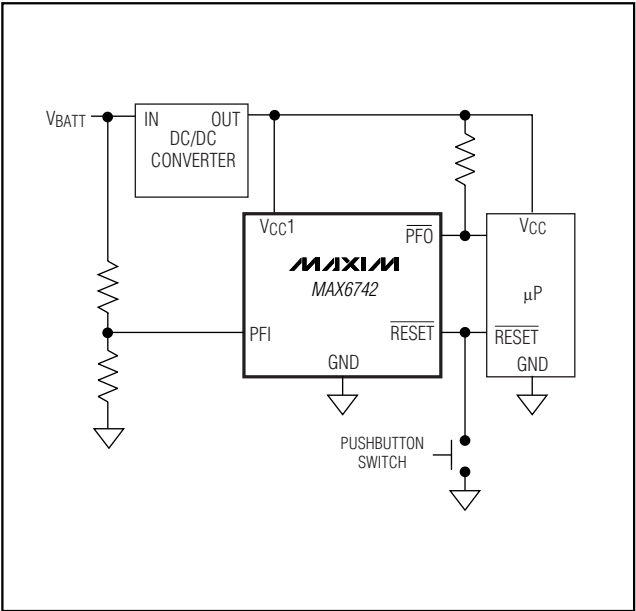 VBATT
IN OUT
DC/DC
CONVERTER
VCC1
PFO
VCC
MAXIM
MAX6742
µP
PFI
RESET
RESET
GND
GND
PUSHBUTTON
SWITCH